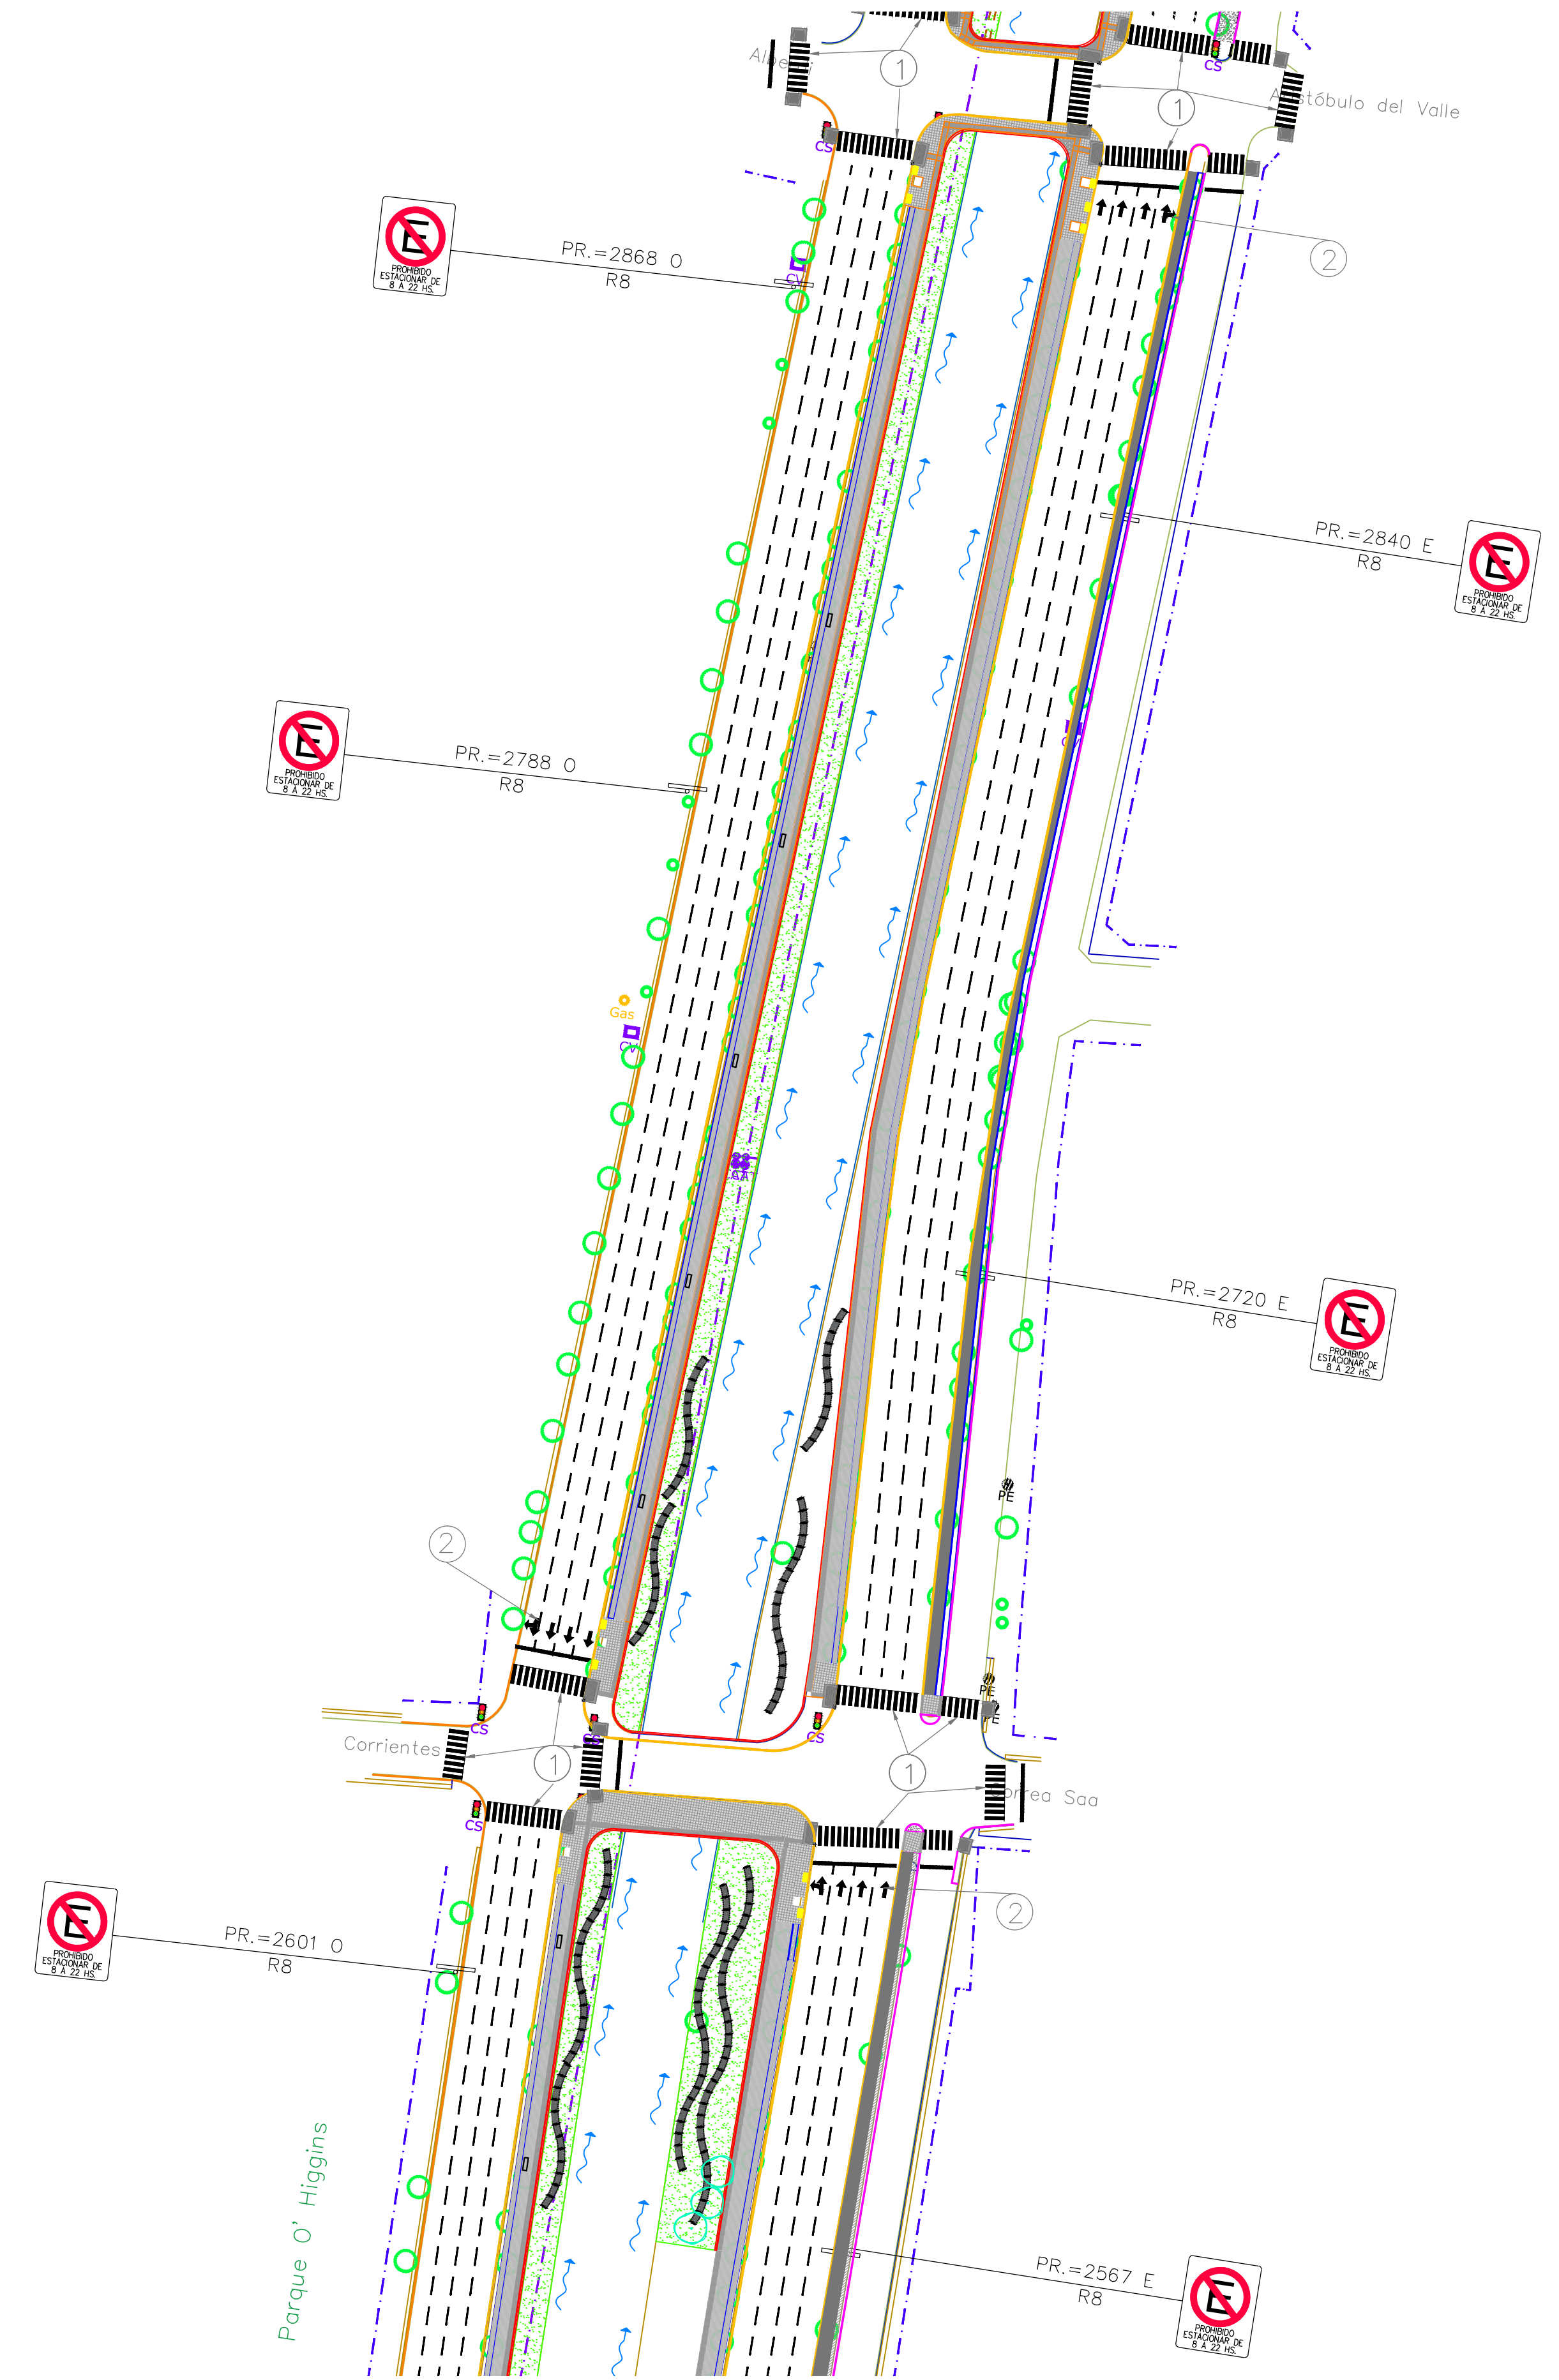 CS
1
1
Aristóbulo del Valle
CS
PR.=2868 O
R8
PROHIBIDO
ESTACIONAR DE
8 A 22 HS.
CV
2
PR.=2840 E
R8
PROHIBIDO
ESTACIONAR DE
8 A 22 HS.
PR.=2788 O
R8
PROHIBIDO
ESTACIONAR DE
8 A 22 HS.
Gas
CV
PR.=2720 E
R8
PROHIBIDO
ESTACIONAR DE
8 A 22 HS.
PE
2
PE
PE
CS
CS
CS
Corrientes
1
1
Correa Saa
CS
2
PR.=2601 O
R8
PROHIBIDO
ESTACIONAR DE
8 A 22 HS.
Parque O' Higgins
PR.=2567 E
R8
PROHIBIDO
ESTACIONAR DE
8 A 22 HS.